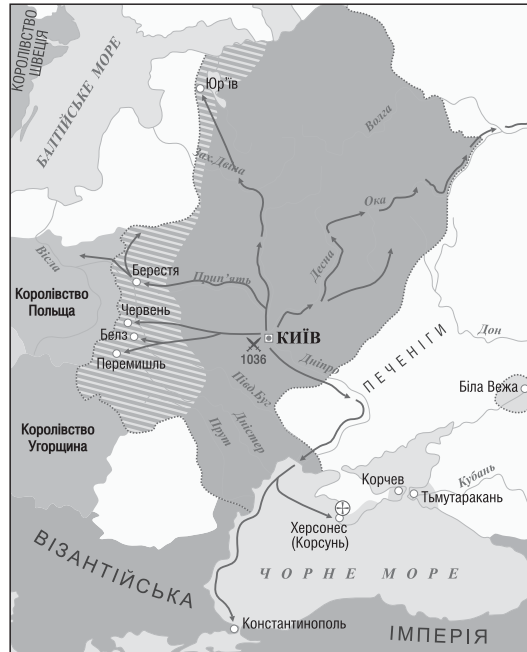 КОРОЛІВСТВО
ШВЕЦІЯ
БАЛТІЙСЬКЕ МОРЕ
Юр'їв
Волга
Зах.Двіна
Ока
Вісла
Десна
Берестя
Прип'ять
Королівство
Польща
Червень
Белз
КИЇВ
1036
Перемишль
Дніпро
ПЕЧЕНІГИ
Дон
Біла Вежа
Півд.Буг
Королівство
Угорщина
Прут
Дністер
Корчев
Кубань
Тьмутаракань
Херсонес
(Корсунь)
ВІЗАНТІЙСЬКА
ЧОРНЕ МОРЕ
Константинополь
ІМПЕРІЯ